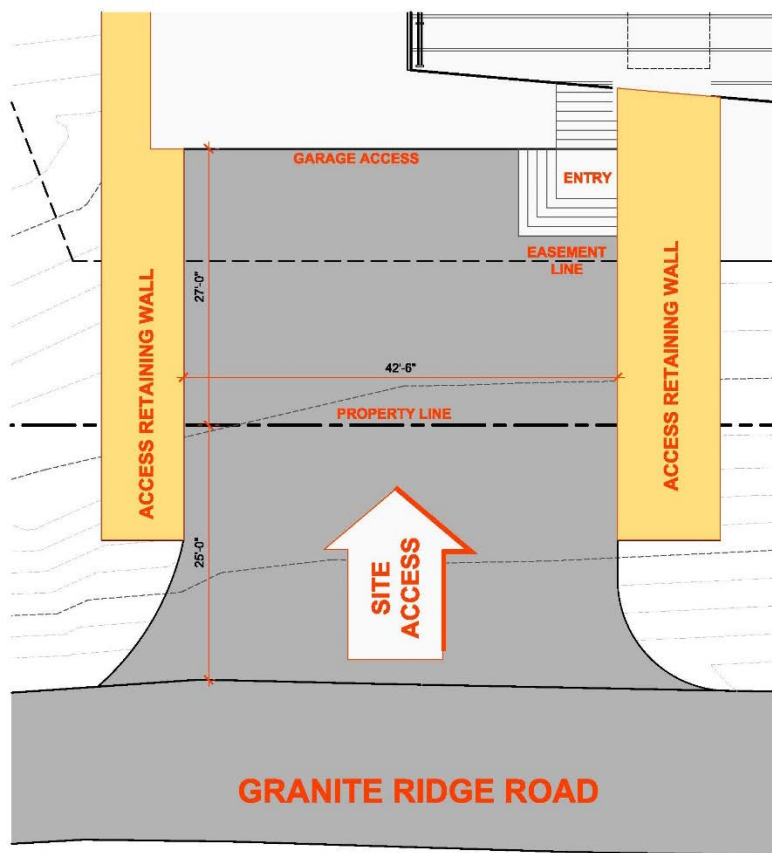 GARAGE ACCESS
ENTRY
EASEMENT
LINE
27'-0"
ACCESS RETAINING WALL
ACCESS RETAINING WALL
42'-6"
PROPERTY LINE
25'-0"
SITE
ACCESS
GRANITE RIDGE ROAD